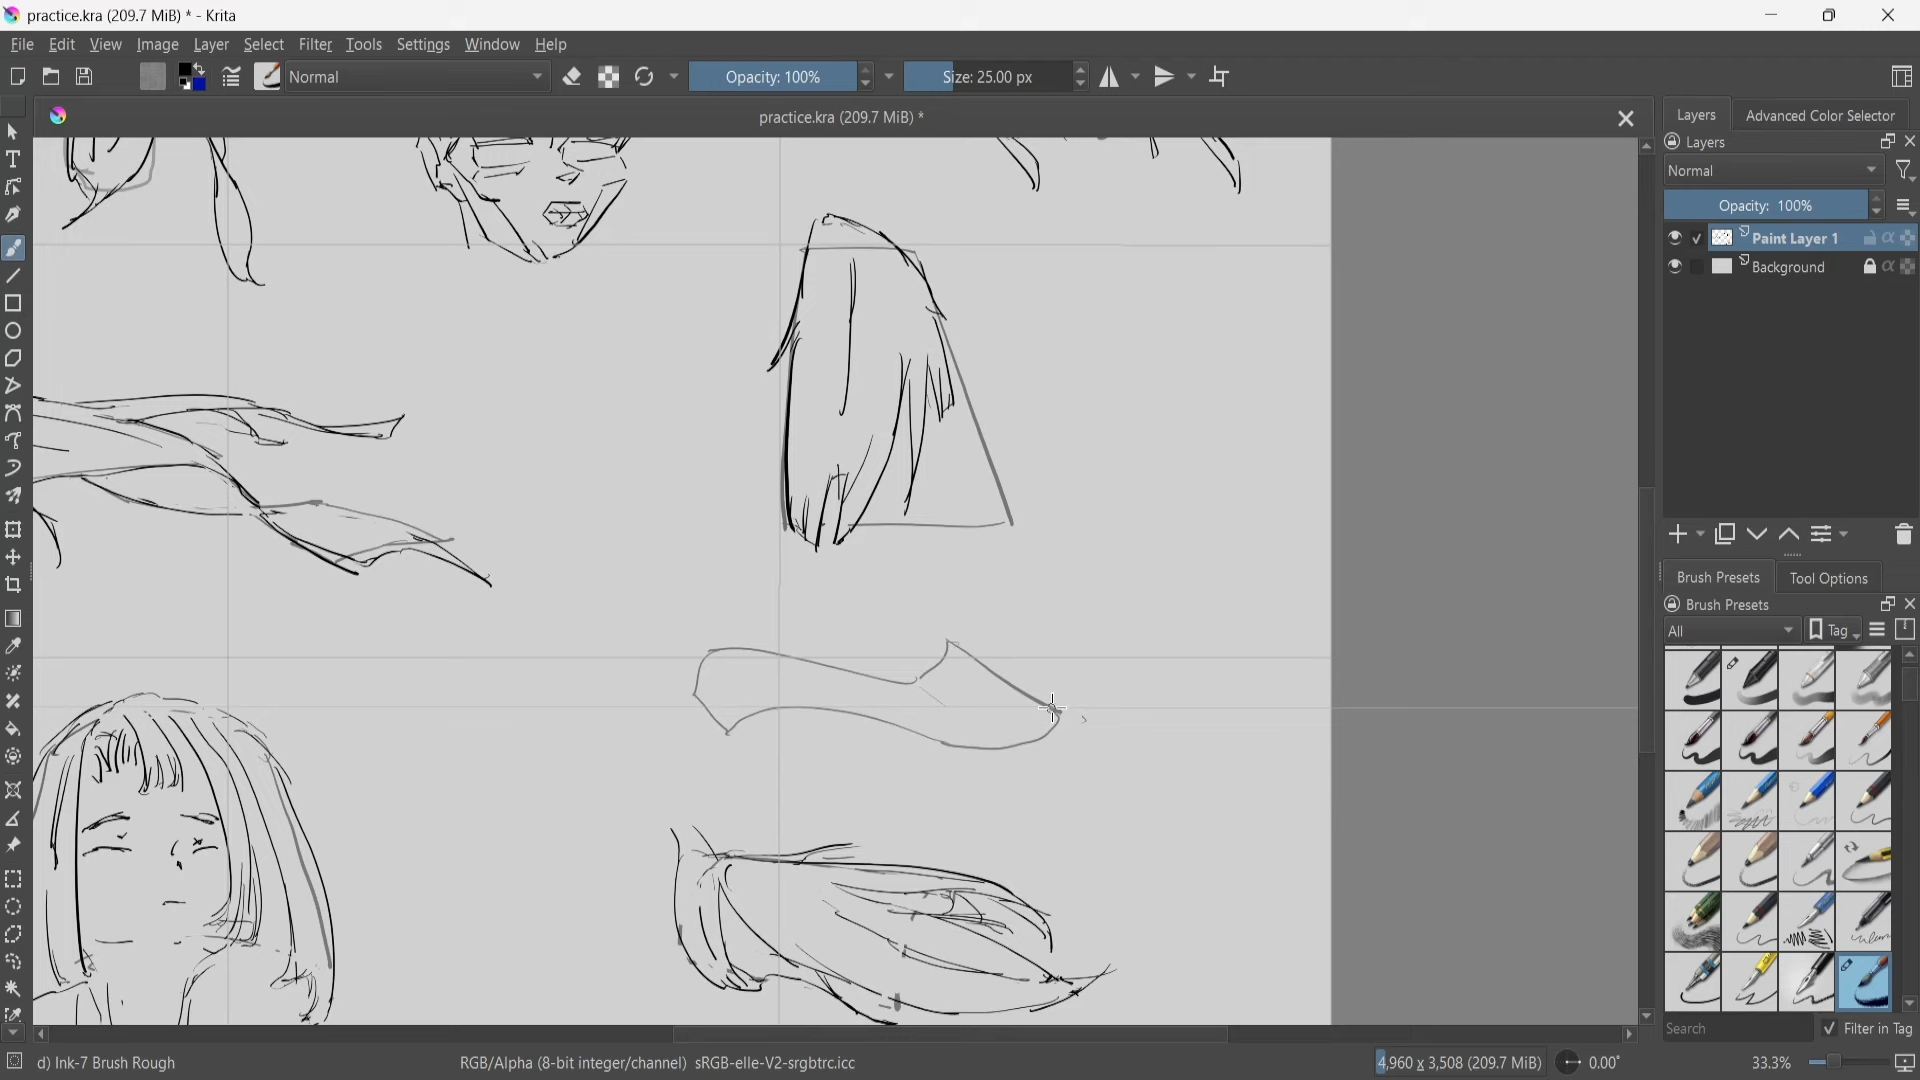 practice.kra (209.7 MiB) * - Krita
File Edit View Image Layer Select Filter Tools Settings Window Help
Normal Opacity: 100% Size: 25.00 px
practice.kra (209.7 MiB) *
Layers Advanced Color Selector
Layers
Normal
Opacity: 100%
Paint Layer 1
Background
Brush Presets Tool Options
Brush Presets
All Tag
Search Filter in Tag
d) Ink-7 Brush Rough RGB/Alpha (8-bit integer/channel) sRGB-elle-V2-srgbtrc.icc 4,960 x 3,508 (209.7 MiB) 0.00° 33.3%